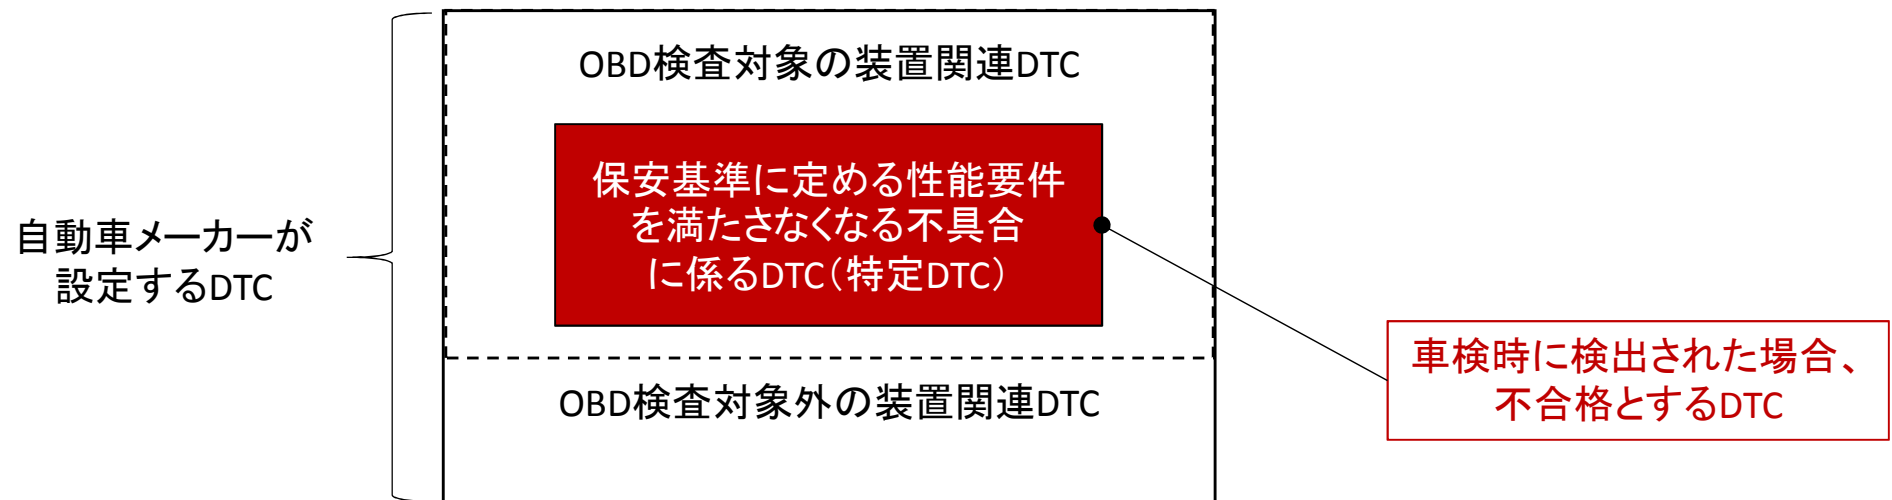 OBD検査対象の装置関連DTC
保安基準に定める性能要件
を満たさなくなる不具合
に係るDTC(特定DTC)
自動車メーカーが
設定するDTC
OBD検査対象外の装置関連DTC
車検時に検出された場合、
不合格とするDTC